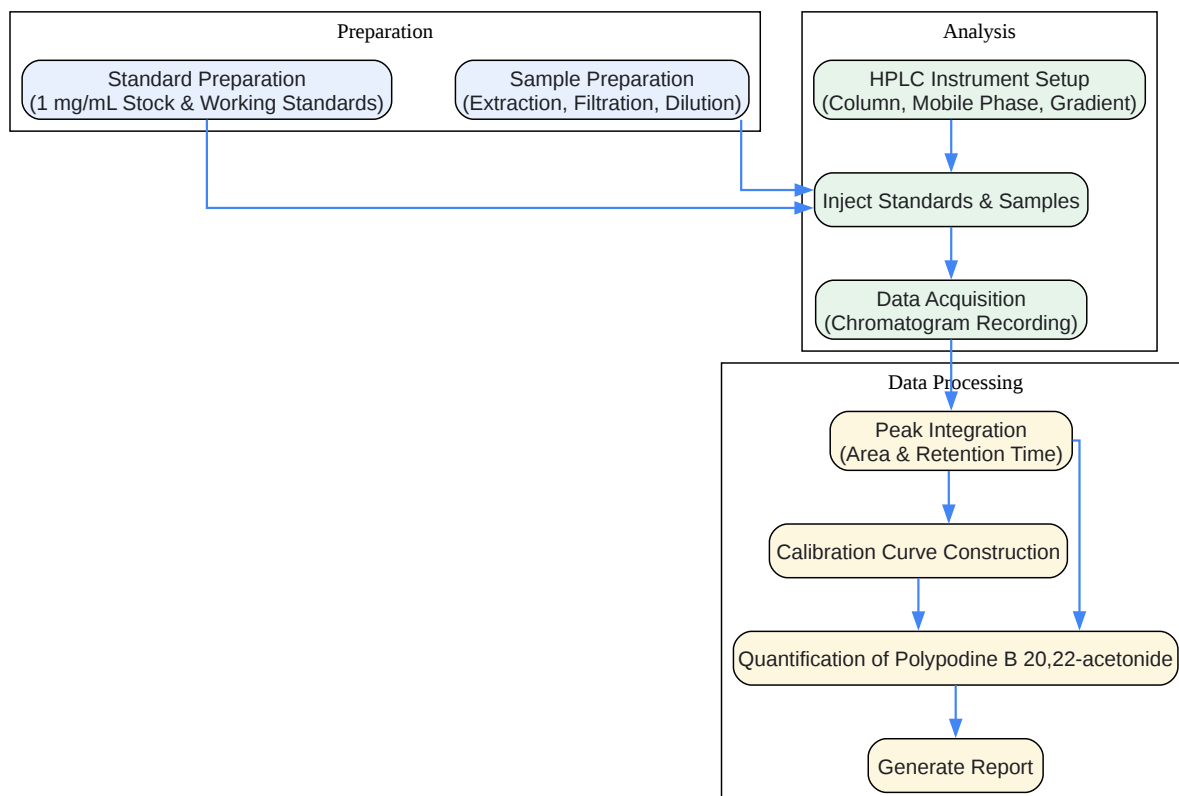 Preparation
Standard Preparation
(1 mg/mL Stock & Working Standards)
Sample Preparation
(Extraction, Filtration, Dilution)
Analysis
HPLC Instrument Setup
(Column, Mobile Phase, Gradient)
Inject Standards & Samples
Data Acquisition
(Chromatogram Recording)
Data Processing
Peak Integration
(Area & Retention Time)
Calibration Curve Construction
Quantification of Polypodine B 20,22-acetonide
Generate Report